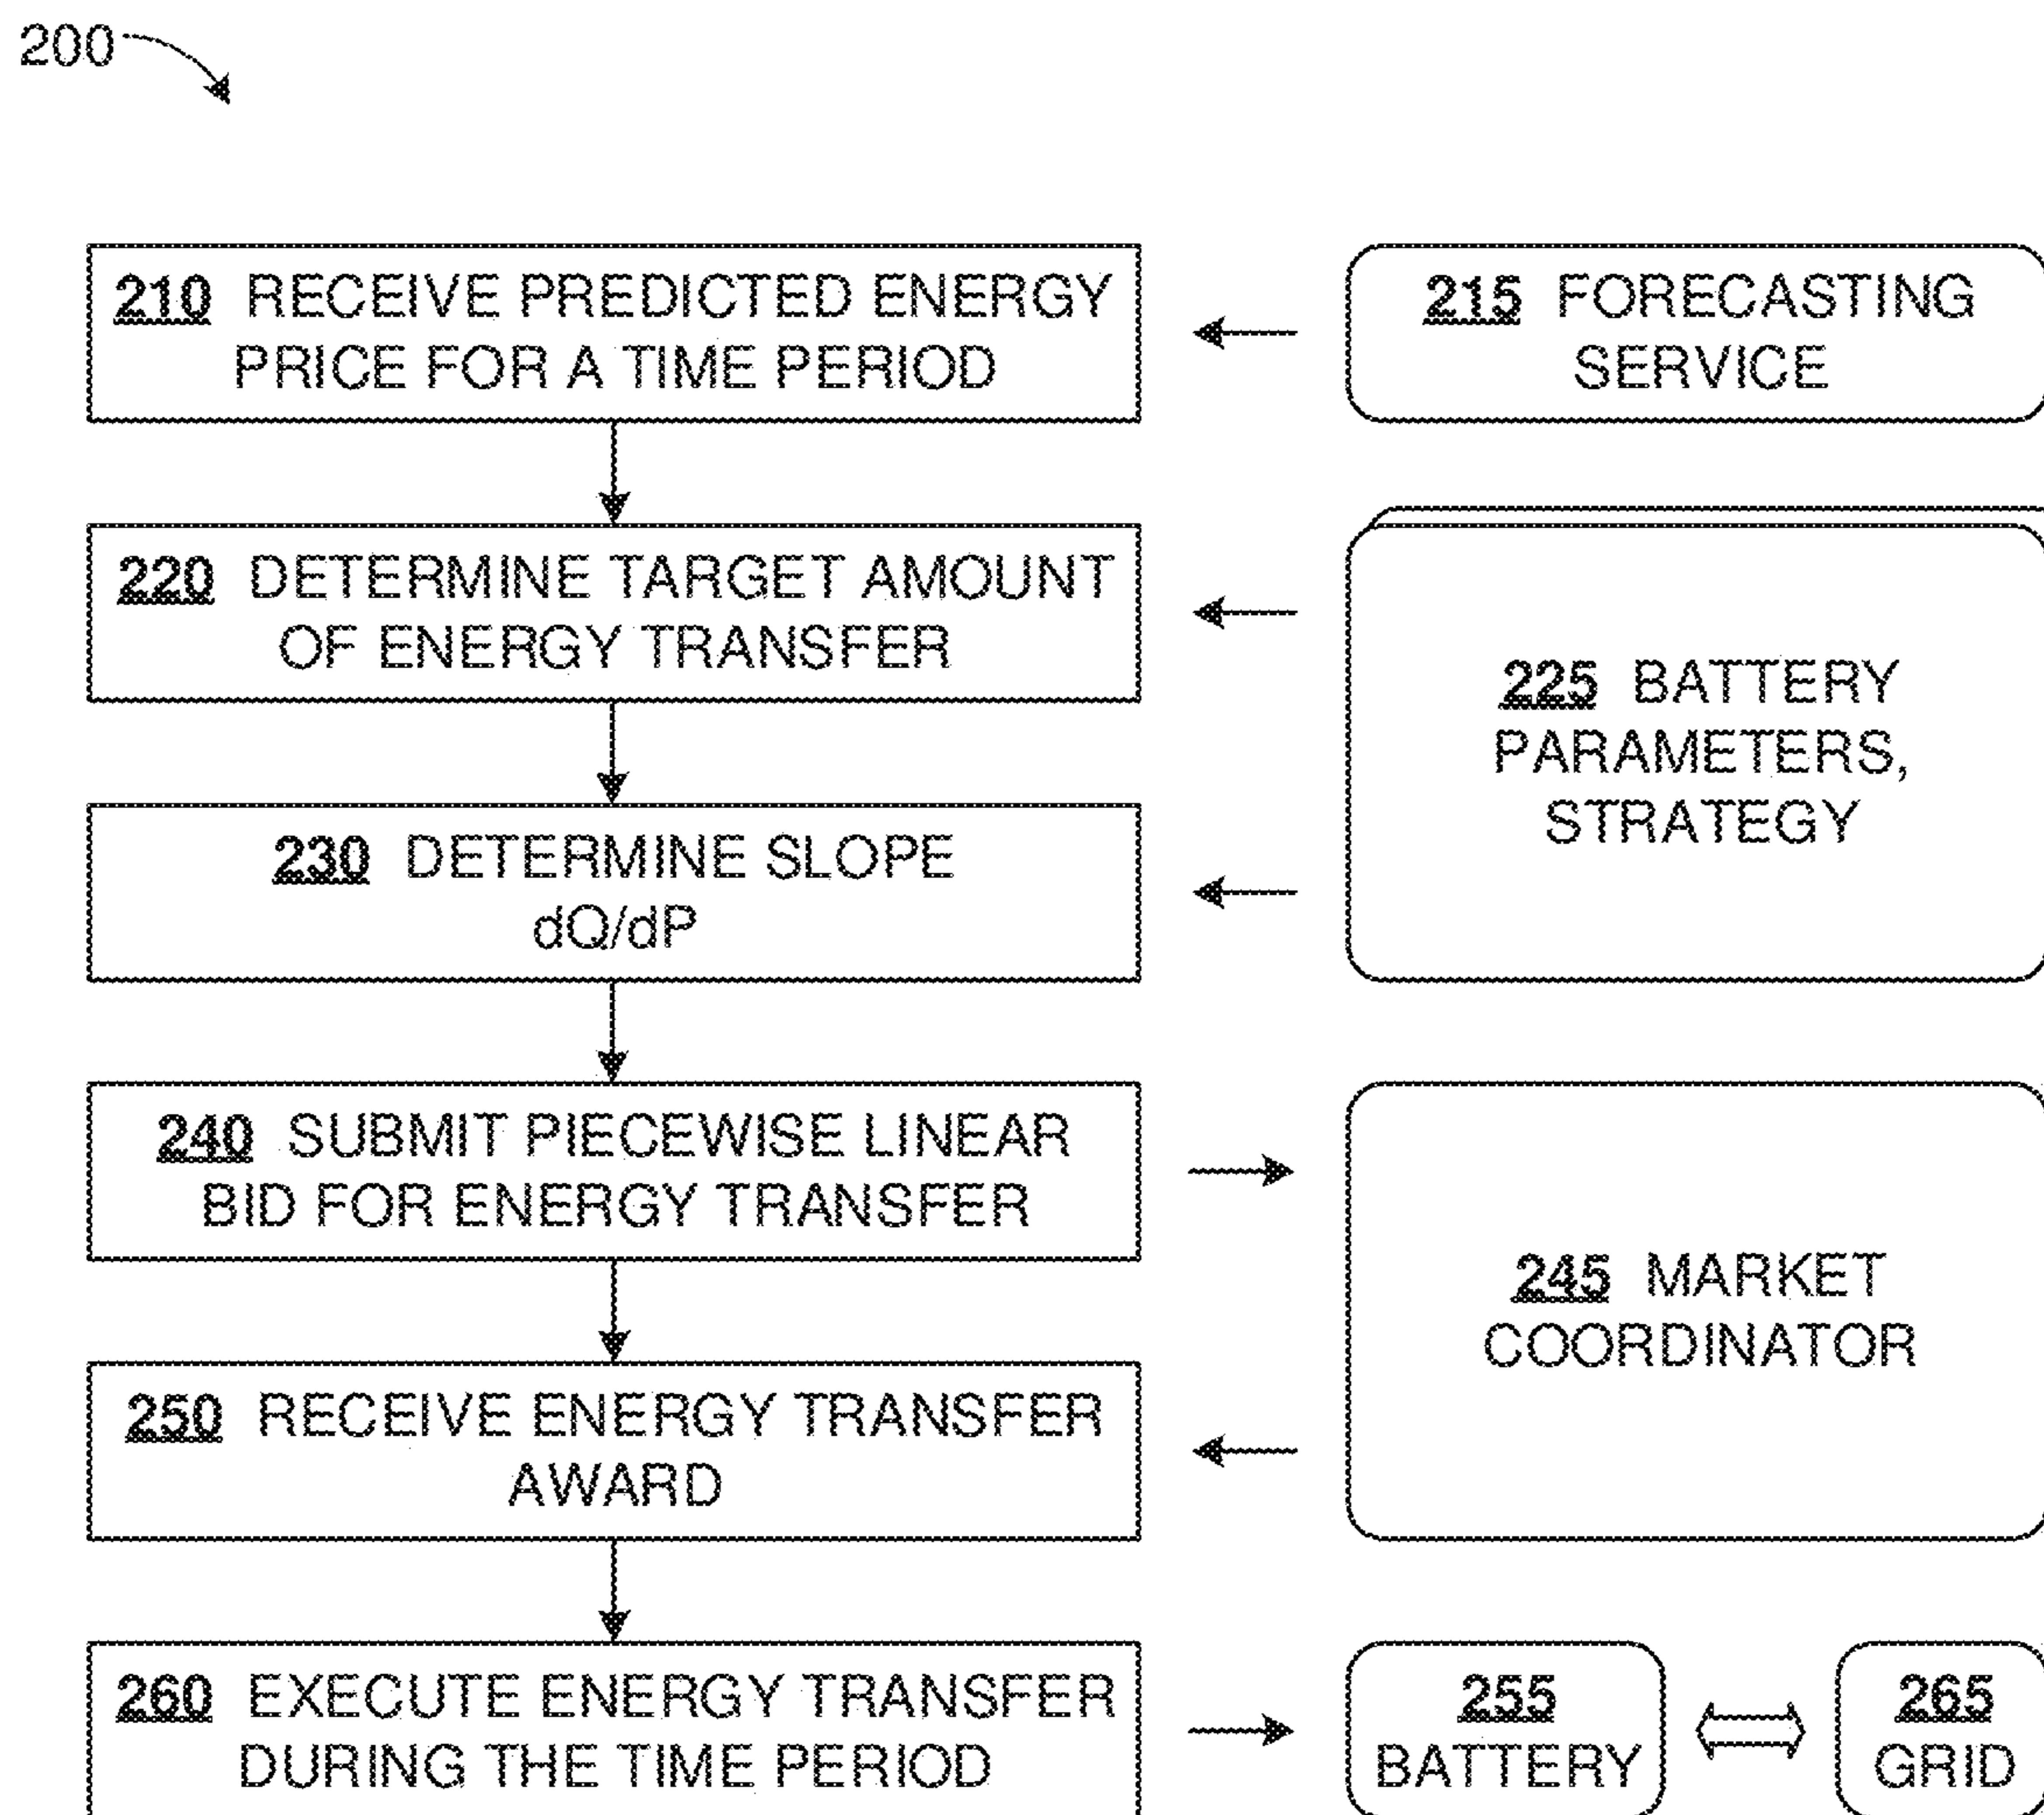 200
210 RECEIVE PREDICTED ENERGY
PRICE FOR A TIME PERIOD
215 FORECASTING
SERVICE
220 DETERMINE TARGET AMOUNT
OF ENERGY TRANSFER
225 BATTERY
PARAMETERS,
STRATEGY
230 DETERMINE SLOPE
dQ/dP
240 SUBMIT PIECEWISE LINEAR
BID FOR ENERGY TRANSFER
245 MARKET
COORDINATOR
250 RECEIVE ENERGY TRANSFER
AWARD
260 EXECUTE ENERGY TRANSFER
DURING THE TIME PERIOD
255
BATTERY
265
GRID